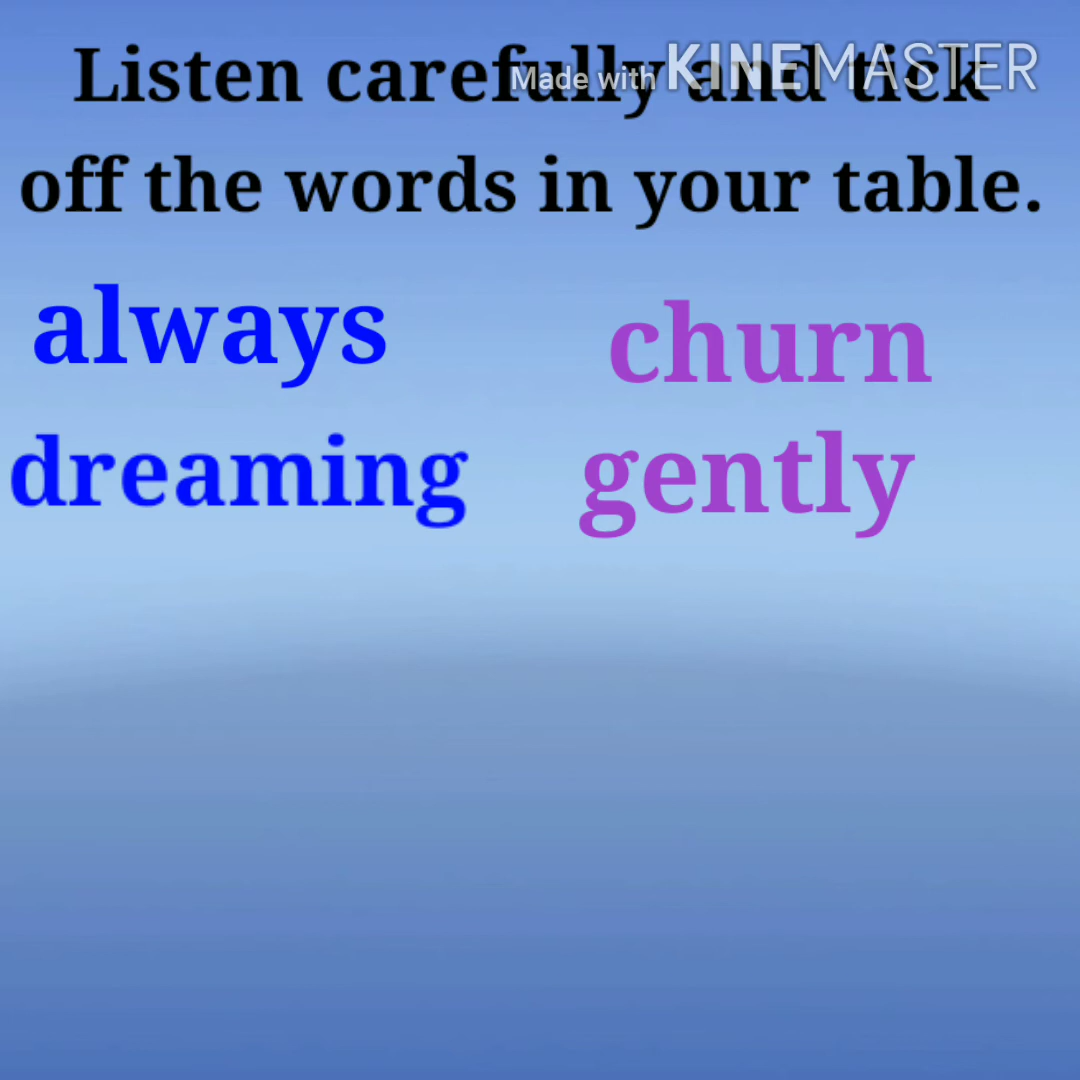 Listen carefully and tick
Made with KINEMASTER
off the words in your table.
always churn
dreaming gently